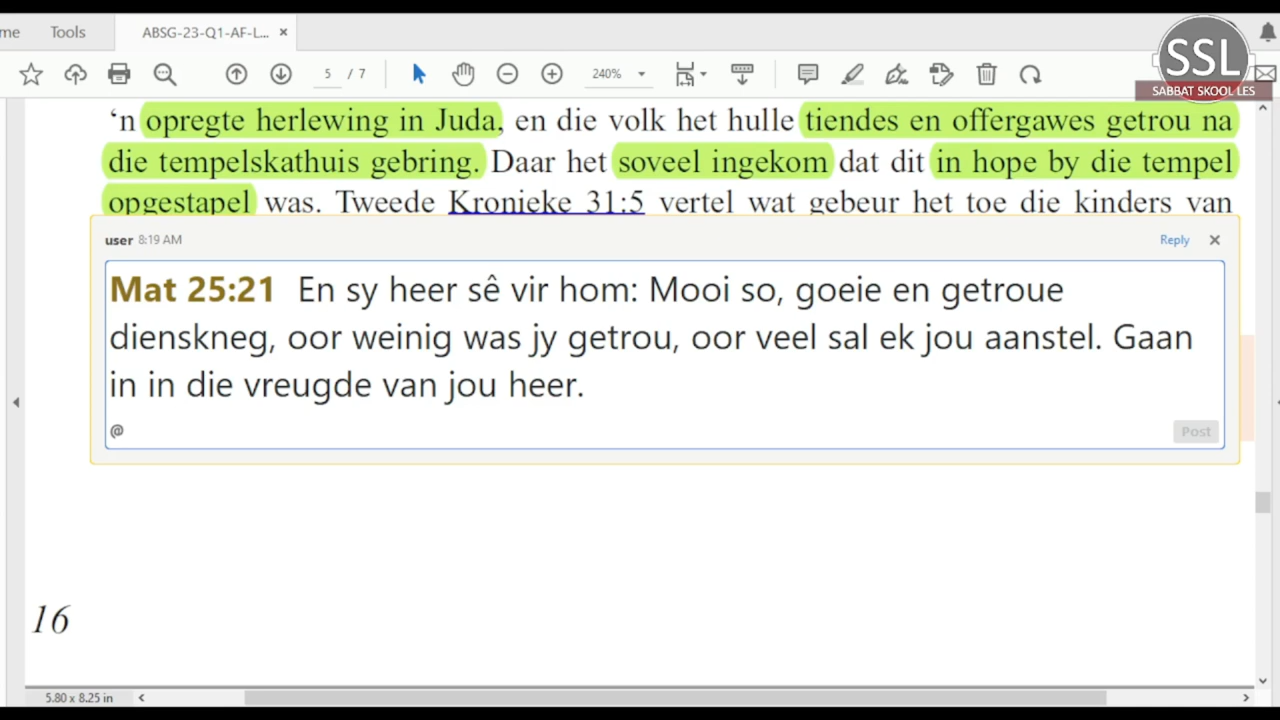 me Tools ABSG-23-Q1-AF-L... ×
SSL
SABBAT SKOOL LES
5 / 7 240%
‘n opregte herlewing in Juda, en die volk het hulle tiendes en offergawes getrou na
die tempelskathuis gebring. Daar het soveel ingekom dat dit in hope by die tempel
opgestapel was. Tweede Kronieke 31:5 vertel wat gebeur het toe die kinders van
user 8:19 AM Reply ×
Mat 25:21 En sy heer sê vir hom: Mooi so, goeie en getroue
dienskneg, oor weinig was jy getrou, oor veel sal ek jou aanstel. Gaan
in in die vreugde van jou heer.
@ Post
16
5.80 x 8.25 in